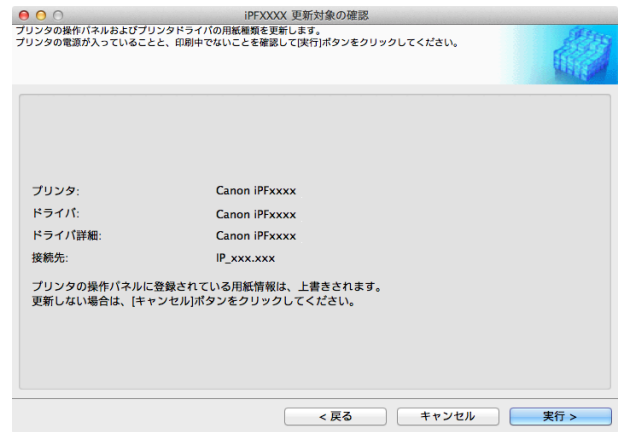 iPFXXXX 更新対象の確認
プリンタの操作パネルおよびプリンタドライバの用紙種類を更新します。
プリンタの電源が入っていることと、印刷中でないことを確認して[実行]ボタンをクリックしてください。
プリンタ: Canon iPFxxxx
ドライバ: Canon iPFxxxx
ドライバ詳細: Canon iPFxxxx
接続先: IP_xxx.xxx
プリンタの操作パネルに登録されている用紙情報は、上書きされます。
更新しない場合は、[キャンセル]ボタンをクリックしてください。
< 戻る キャンセル 実行 >